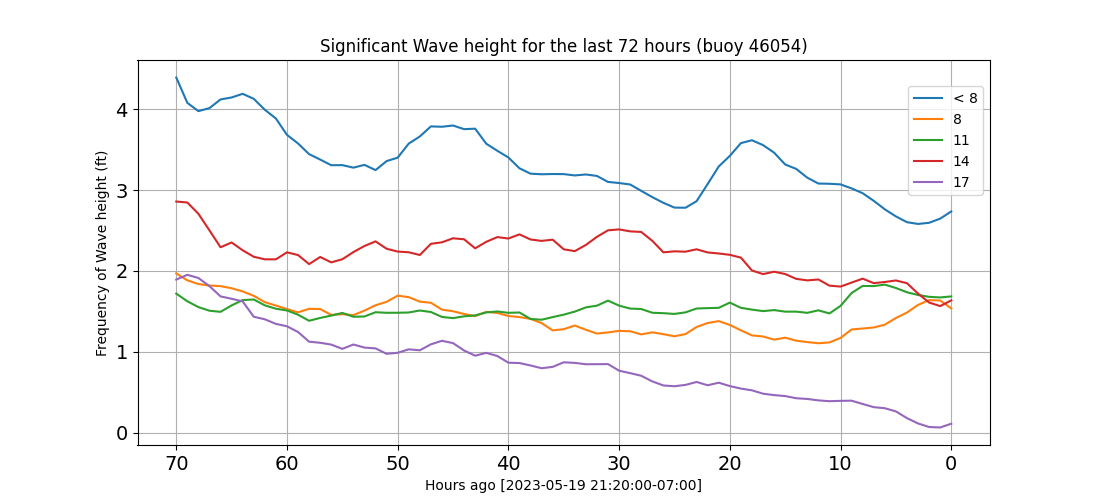 Significant Wave height for the last 72 hours (buoy 46054)
Frequency of Wave height (ft)
4
3
2
1
0
< 8
8
11
14
17
70 60 50 40 30 20 10 0
Hours ago [2023-05-19 21:20:00-07:00]